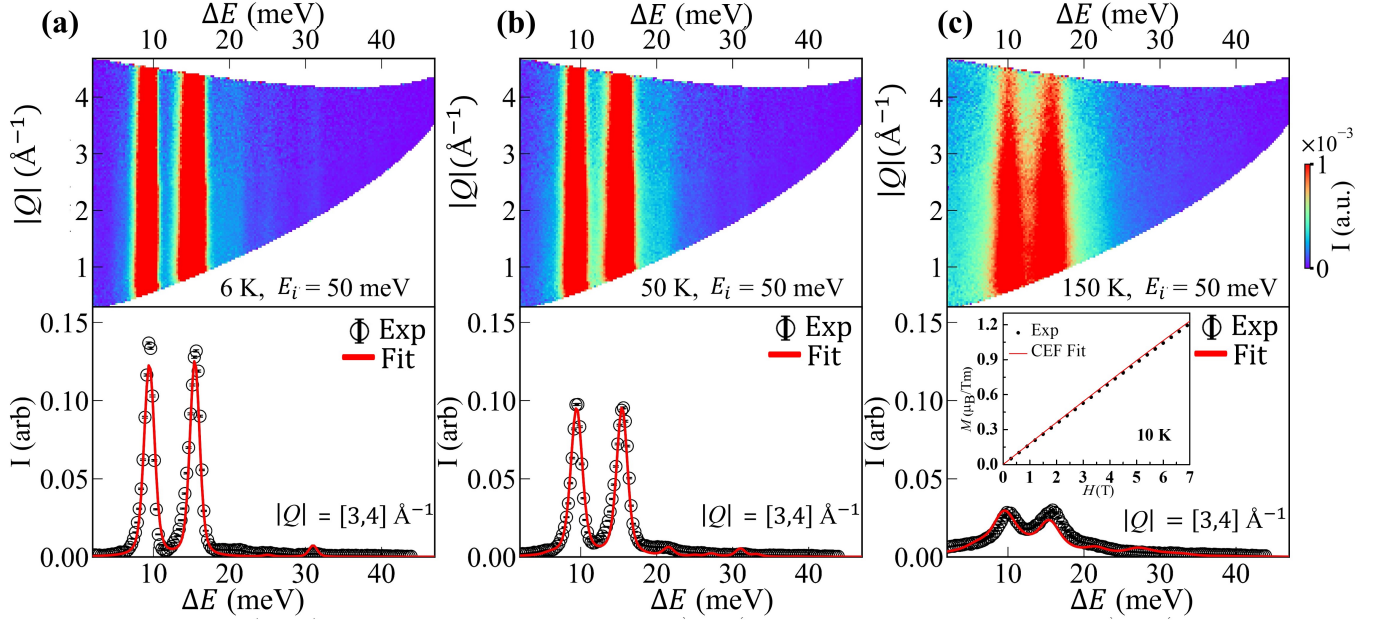 (a)
ΔE (meV)
10 20 30 40
|Q| (Å⁻¹)
4
3
2
1
6 K, Eᵢ = 50 meV
0.15
0.10
0.05
0.00
I (arb)
Exp
Fit
|Q| = [3,4] Å⁻¹
10 20 30 40
ΔE (meV)
(b)
ΔE (meV)
10 20 30 40
|Q|(Å⁻¹)
4
3
2
1
50 K, Eᵢ = 50 meV
0.15
0.10
0.05
0.00
I (arb)
Exp
Fit
|Q| = [3,4] Å⁻¹
10 20 30 40
ΔE (meV)
(c)
ΔE (meV)
10 20 30 40
|Q|(Å⁻¹)
4
3
2
1
150 K, Eᵢ = 50 meV
×10⁻³
1
0
I (a.u.)
0.15
0.10
0.05
0.00
I (arb)
Exp
Fit
1.2
0.9
0.6
0.3
0.0
M (μB/Tm)
Exp
CEF Fit
10 K
0 1 2 3 4 5 6 7
H(T)
|Q| = [3,4] Å⁻¹
10 20 30 40
ΔE (meV)